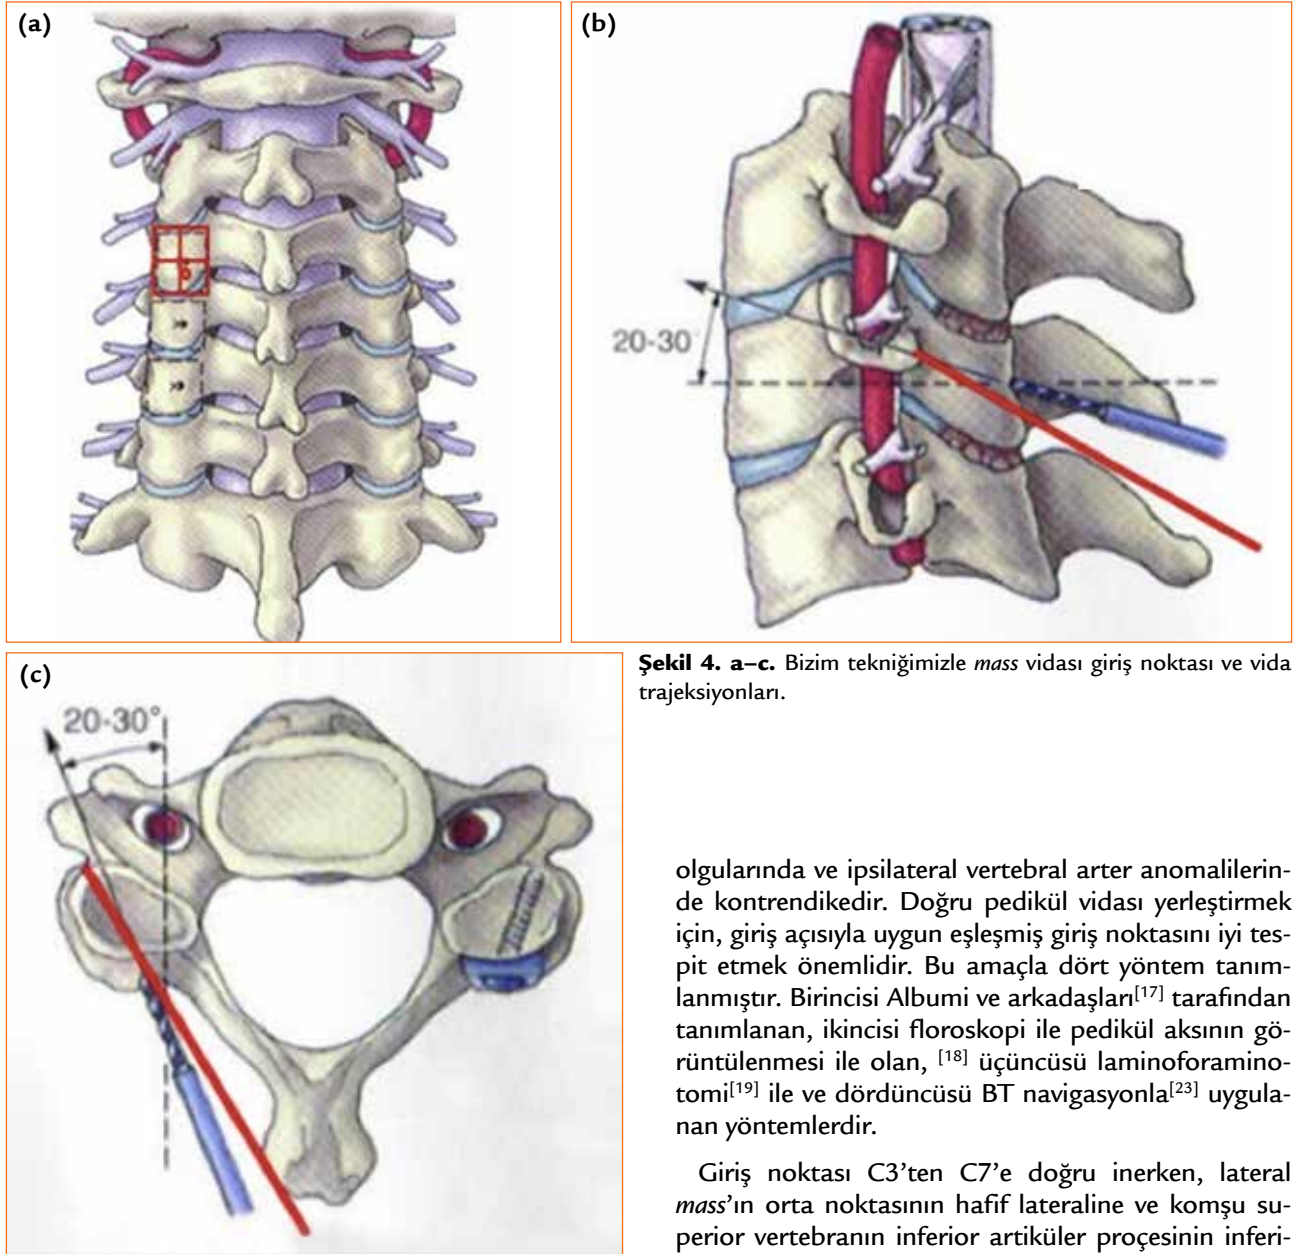 (a)
(b)
20-30
(c)
20-30°
Şekil 4. a–c. Bizim tekniğimizle mass vidası giriş noktası ve vida
trajeksiyonları.
olgularında ve ipsilateral vertebral arter anomalilerin-
de kontrendikedir. Doğru pedikül vidası yerleştirmek
için, giriş açısıyla uygun eşleşmiş giriş noktasını iyi tes-
pit etmek önemlidir. Bu amaçla dört yöntem tanım-
lanmıştır. Birincisi Albumi ve arkadaşları[17] tarafından
tanımlanan, ikincisi floroskopi ile pedikül aksının gö-
rüntülenmesi ile olan, [18] üçüncüsü laminoforamino-
tomi[19] ile ve dördüncüsü BT navigasyonla[23] uygula-
nan yöntemlerdir.
Giriş noktası C3’ten C7’e doğru inerken, lateral
mass’ın orta noktasının hafif lateraline ve komşu su-
perior vertebranın inferior artiküler proçesinin inferi-